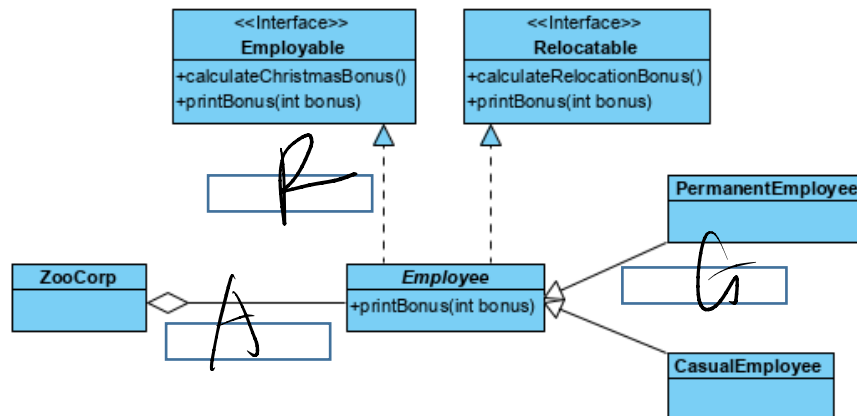 <<Interface>>
Employable
+calculateChristmasBonus()
+printBonus(int bonus)
<<Interface>>
Relocatable
+calculateRelocationBonus()
+printBonus(int bonus)
R
PermanentEmployee
ZooCorp
Employee
+printBonus(int bonus)
G
A
CasualEmployee